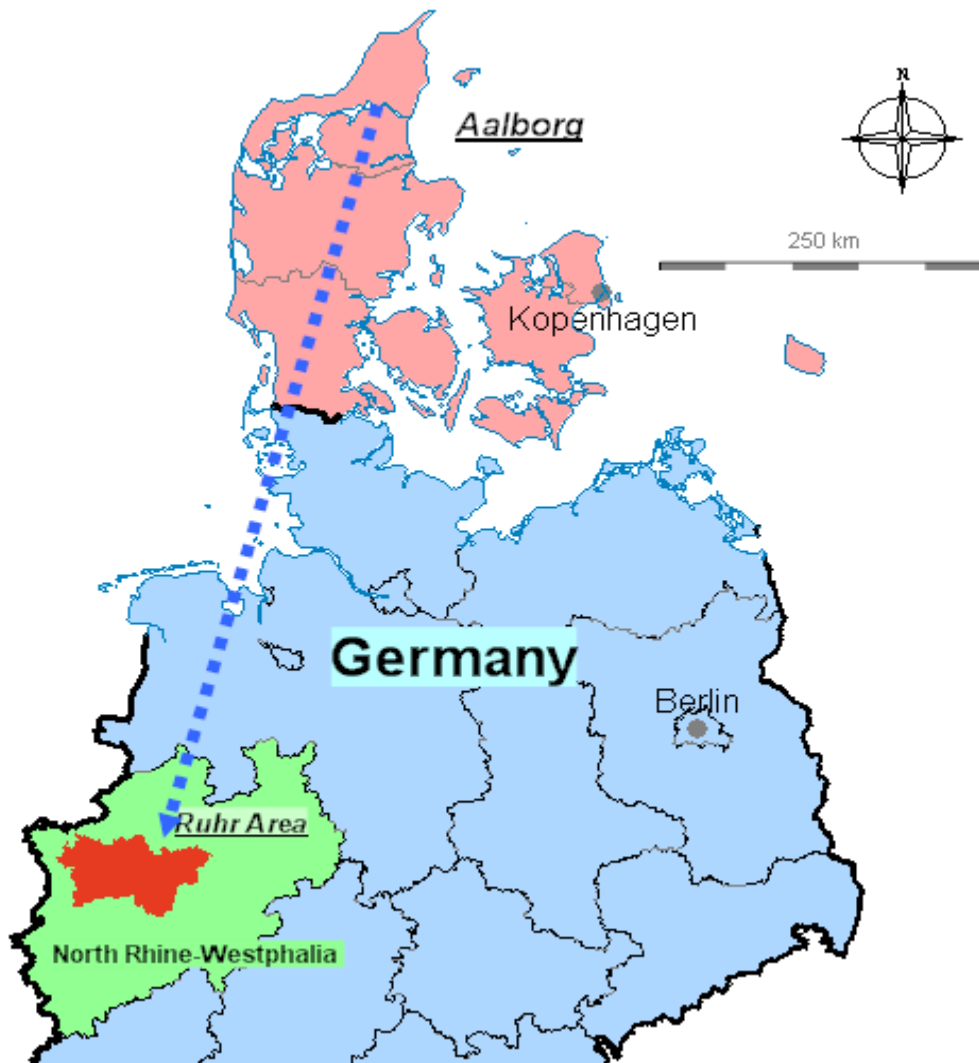 N
Aalborg
250 km
Kopenhagen
Germany
Berlin
Ruhr Area
North Rhine-Westphalia